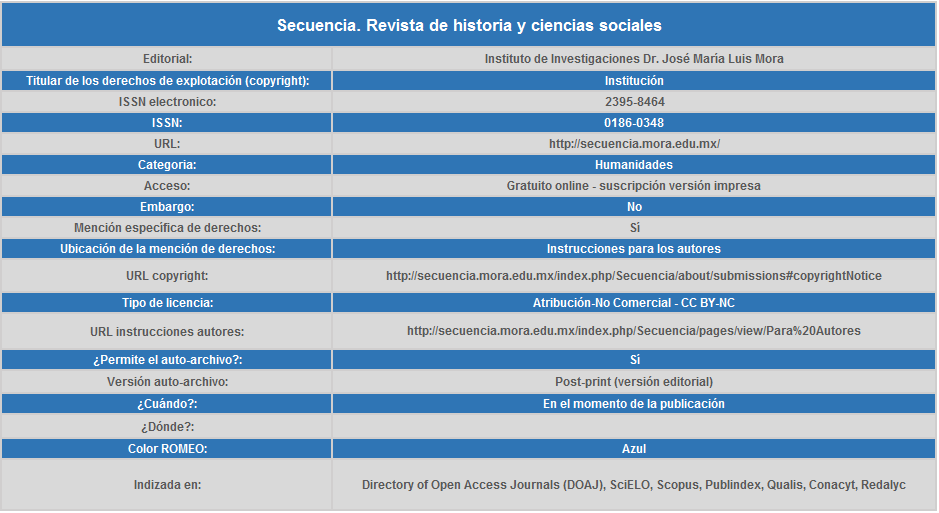 Secuencia. Revista de historia y ciencias sociales
Editorial: Instituto de Investigaciones Dr. José María Luis Mora
Titular de los derechos de explotación (copyright): Institución
ISSN electronico: 2395-8464
ISSN: 0186-0348
URL: http://secuencia.mora.edu.mx/
Categoria: Humanidades
Acceso: Gratuito online - suscripción versión impresa
Embargo: No
Mención específica de derechos: Sí
Ubicación de la mención de derechos: Instrucciones para los autores
URL copyright: http://secuencia.mora.edu.mx/index.php/Secuencia/about/submissions#copyrightNotice
Tipo de licencia: Atribución-No Comercial - CC BY-NC
URL instrucciones autores: http://secuencia.mora.edu.mx/index.php/Secuencia/pages/view/Para%20Autores
¿Permite el auto-archivo?: Sí
Versión auto-archivo: Post-print (versión editorial)
¿Cuándo?: En el momento de la publicación
¿Dónde?:
Color ROMEO: Azul
Indizada en: Directory of Open Access Journals (DOAJ), SciELO, Scopus, Publindex, Qualis, Conacyt, Redalyc